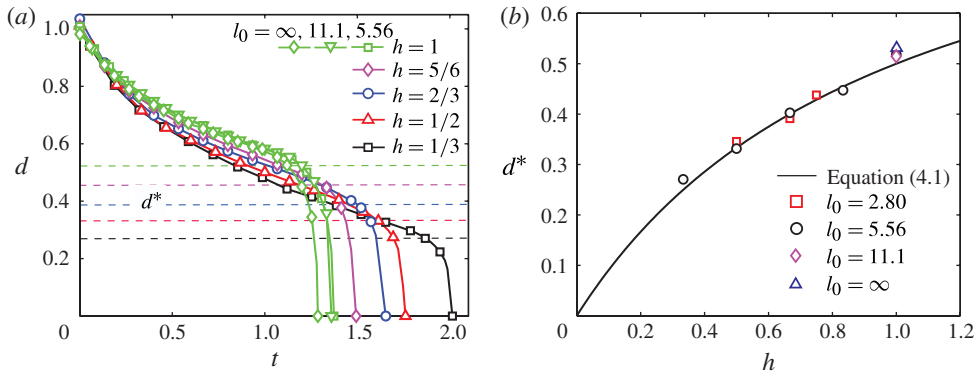 (a)
l₀ = ∞, 11.1, 5.56
h = 1
h = 5/6
h = 2/3
h = 1/2
h = 1/3
d*
1.0
0.8
0.6
0.4
0.2
d
0
0.5
1.0
1.5
2.0
t
(b)
0.6
0.5
0.4
0.3
0.2
0.1
d*
Equation (4.1)
l₀ = 2.80
l₀ = 5.56
l₀ = 11.1
l₀ = ∞
0
0.2
0.4
0.6
0.8
1.0
1.2
h